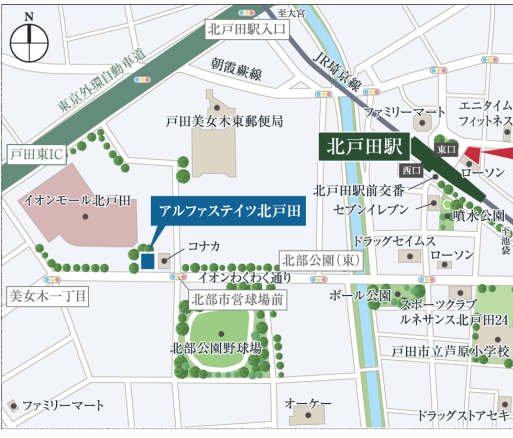 N
至大宮
北戸田駅入口
JR埼京線
朝霞蕨線
東京外環自動車道
ファミリーマート
エニタイム
フィットネス
戸田美女木東郵便局
北戸田駅
東口
西口
ローソン
戸田東IC
北戸田駅前交番
イオンモール北戸田
アルファステイツ北戸田
セブンイレブン
噴水公園
至池袋
コナカ
ドラッグセイムス
ローソン
北部公園(東)
イオンわくわく通り
美女木一丁目
北部市営球場前
ボール公園
スポーツクラブ
ルネサンス北戸田24
北部公園野球場
戸田市立芦原小学校
ファミリーマート
オーケー
ドラッグストアセキ